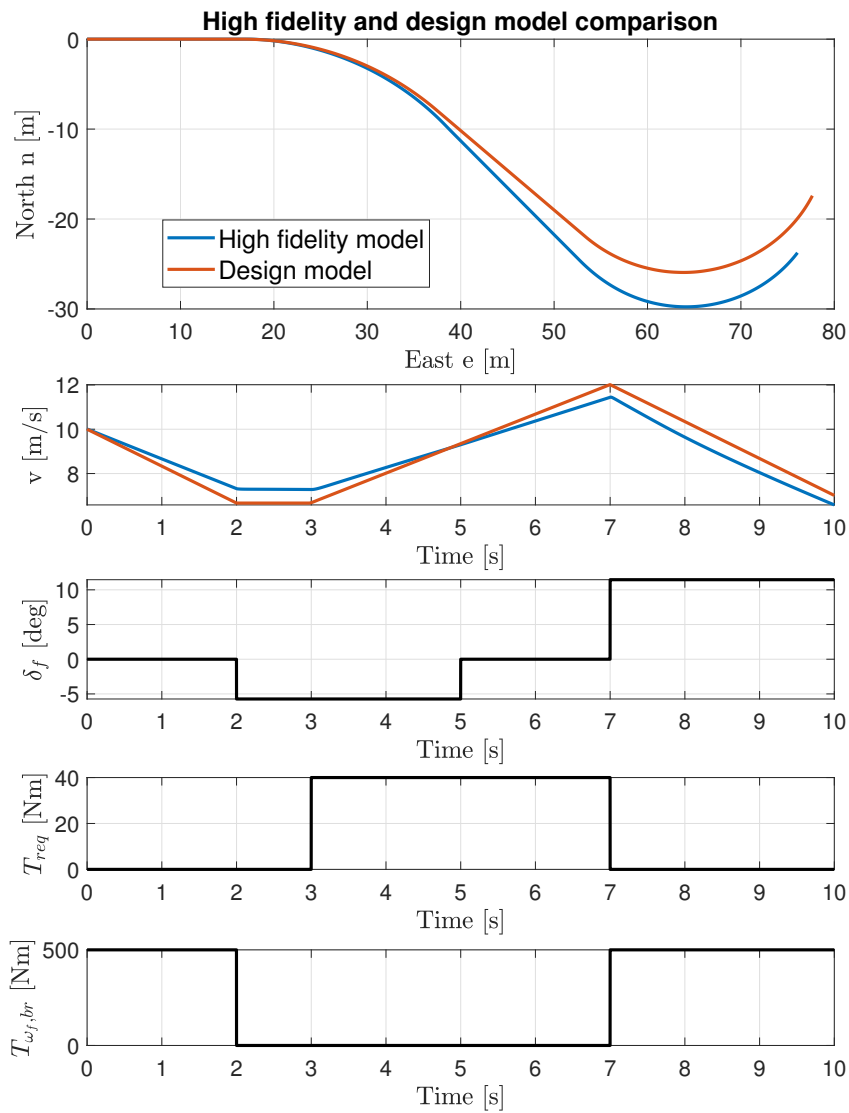 High fidelity and design model comparison
0
-10
-20
-30
North n [m]
High fidelity model
Design model
0 10 20 30 40 50 60 70 80
East e [m]
12
10
8
v [m/s]
0 1 2 3 4 5 6 7 8 9 10
Time [s]
10
5
0
-5
δf [deg]
0 1 2 3 4 5 6 7 8 9 10
Time [s]
40
20
0
Treq [Nm]
0 1 2 3 4 5 6 7 8 9 10
Time [s]
500
0
Tωf,br [Nm]
0 1 2 3 4 5 6 7 8 9 10
Time [s]